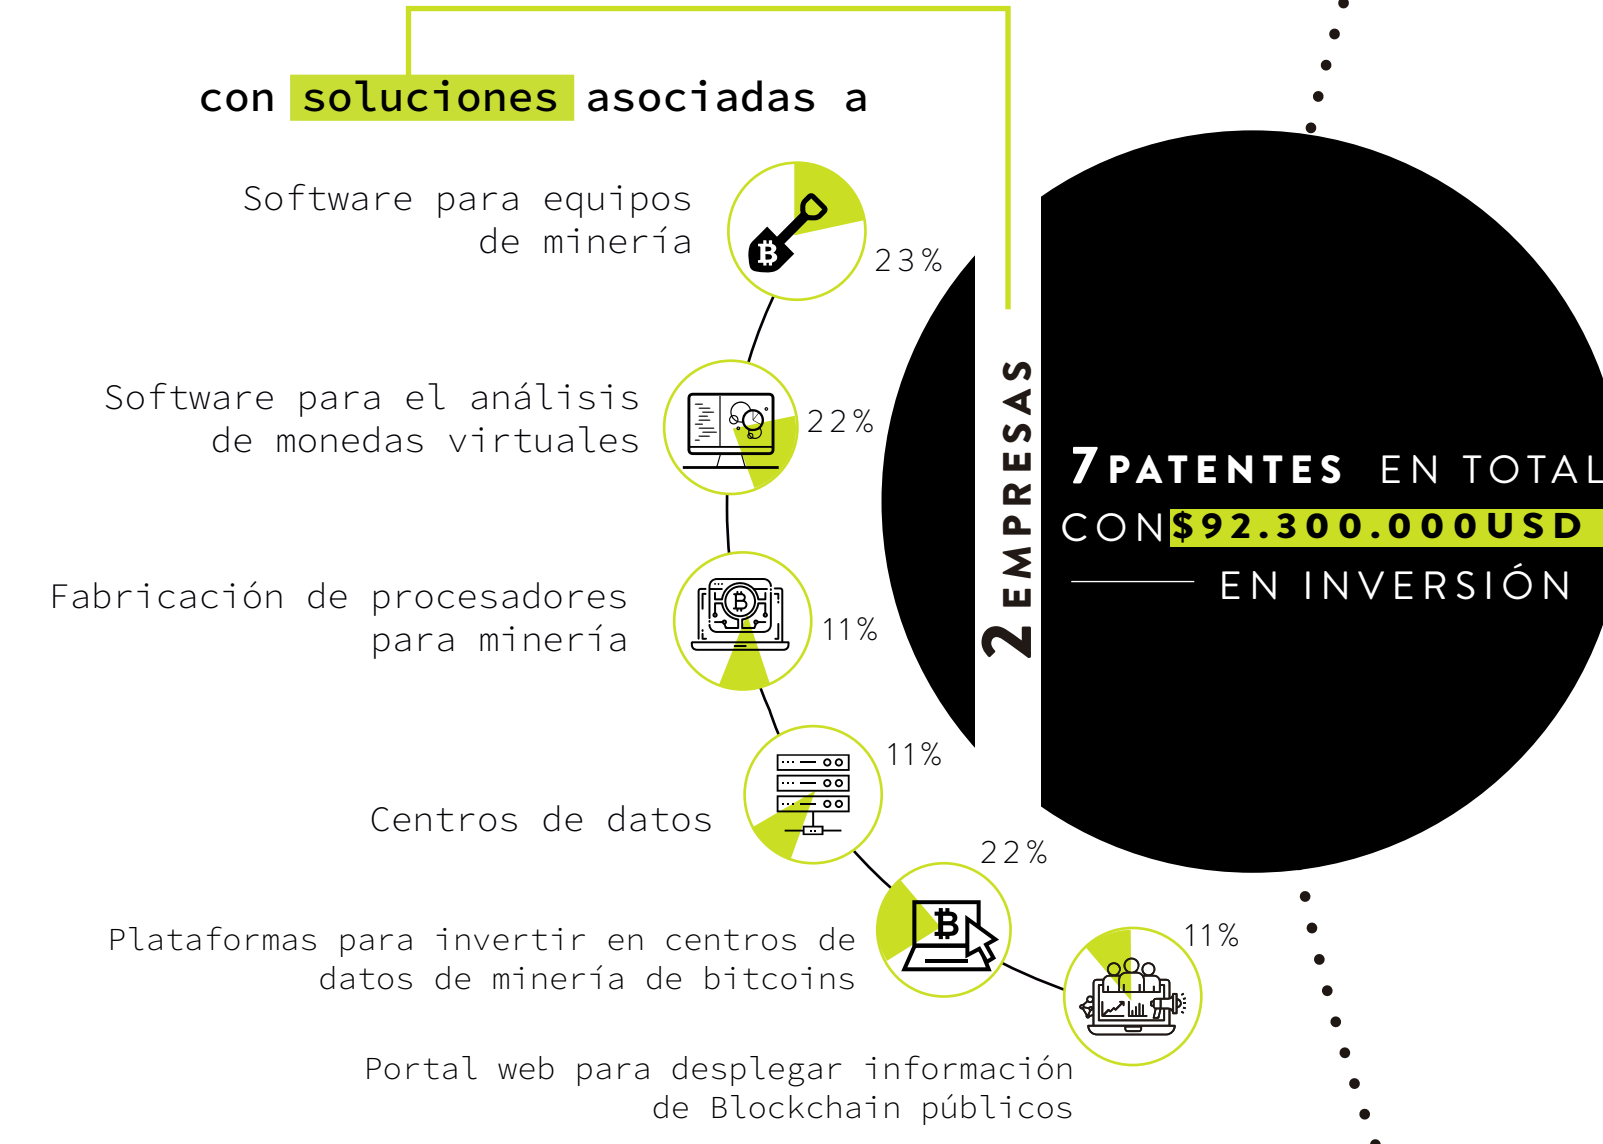 con soluciones asociadas a
Software para equipos
de minería
23%
Software para el análisis
de monedas virtuales
22%
Fabricación de procesadores
para minería
11%
Centros de datos
11%
Plataformas para invertir en centros de
datos de minería de bitcoins
22%
Portal web para desplegar información
de Blockchain públicos
11%
2 EMPRESAS
7 PATENTES EN TOTAL
CON $92.300.000 USD
EN INVERSIÓN